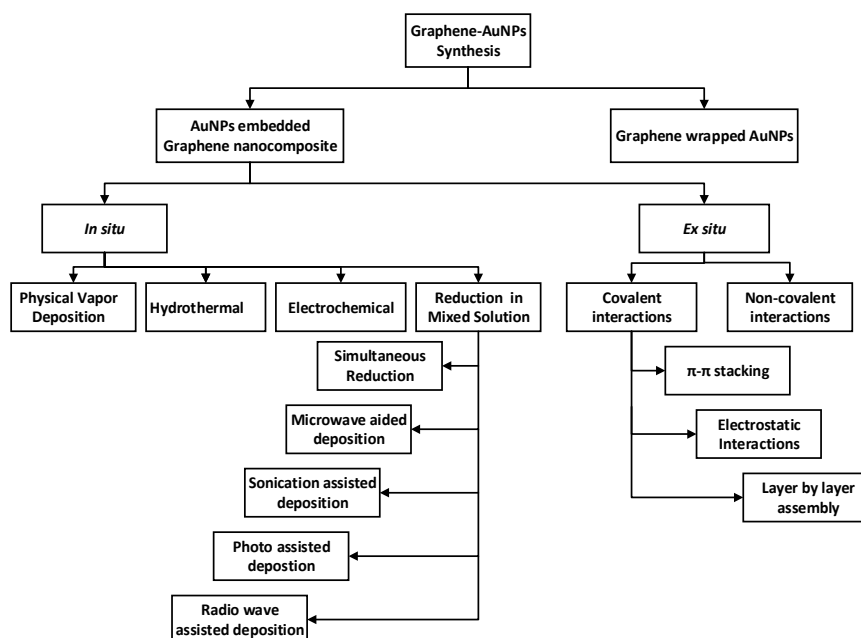 Graphene-AuNPs
Synthesis
AuNPs embedded
Graphene nanocomposite
Graphene wrapped AuNPs
In situ
Ex situ
Physical Vapor
Deposition
Hydrothermal
Electrochemical
Reduction in
Mixed Solution
Covalent
interactions
Non-covalent
interactions
Simultaneous
Reduction
Microwave aided
deposition
Sonication assisted
deposition
Photo assisted
depostion
Radio wave
assisted deposition
π-π stacking
Electrostatic
Interactions
Layer by layer
assembly